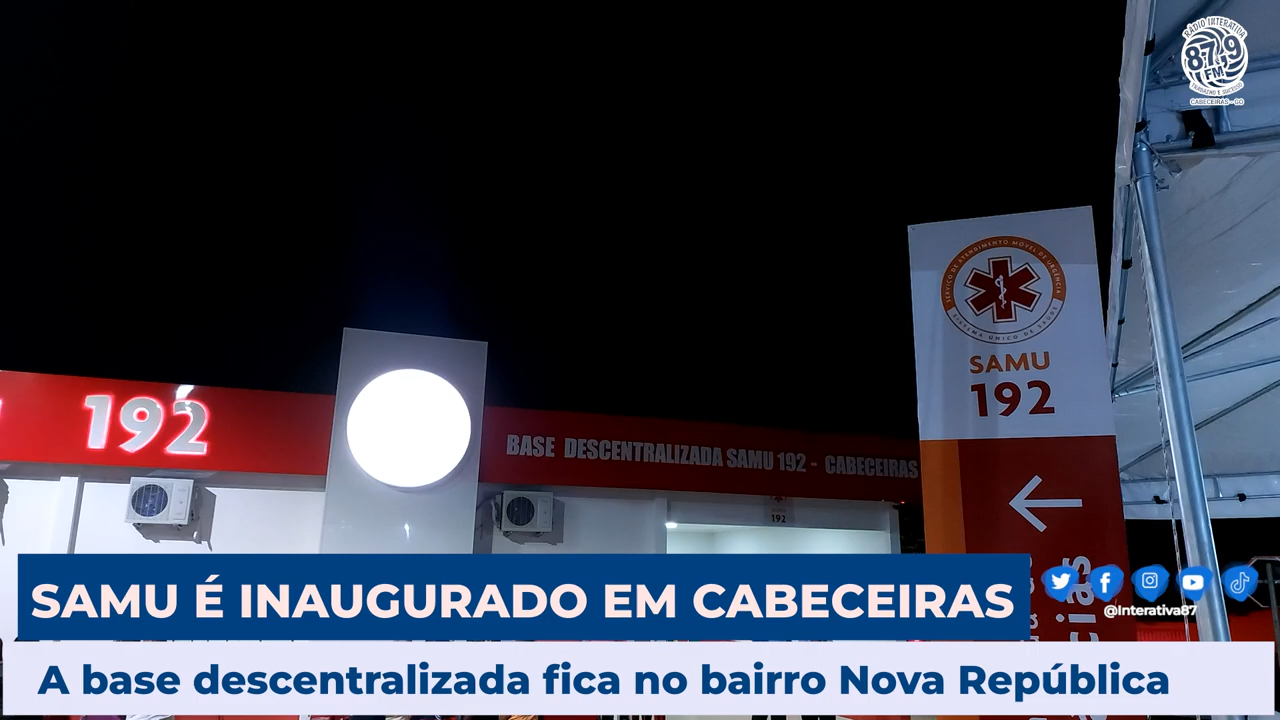 RÁDIO INTERATIVA
87,9
FM
CABECEIRAS - GO
SERVIÇO DE ATENDIMENTO MÓVEL DE URGÊNCIA
SISTEMA ÚNICO DE SAÚDE
SAMU
192
192
BASE DESCENTRALIZADA SAMU 192 - CABECEIRAS
192
SAMU É INAUGURADO EM CABECEIRAS
@Interativa87
A base descentralizada fica no bairro Nova República